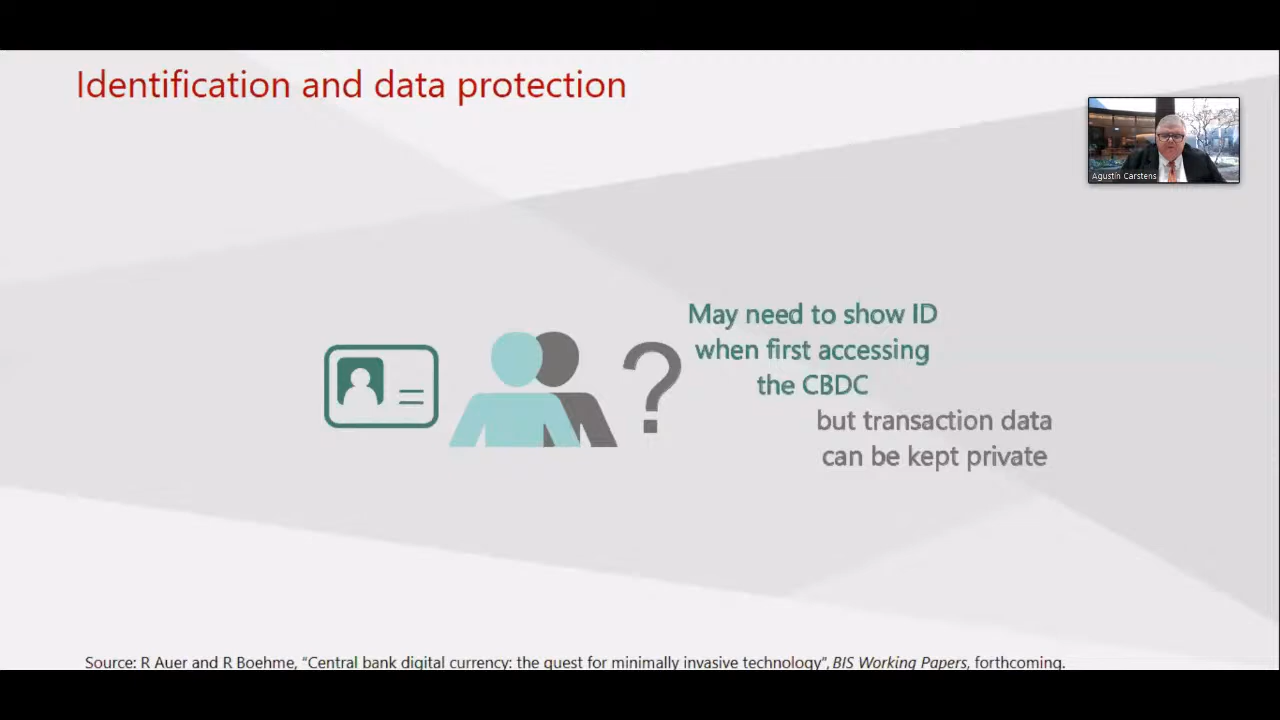 Identification and data protection
Agustín Carstens
May need to show ID
when first accessing
the CBDC
but transaction data
can be kept private
?
Source: R Auer and R Boehme, “Central bank digital currency: the quest for minimally invasive technology”, BIS Working Papers, forthcoming.